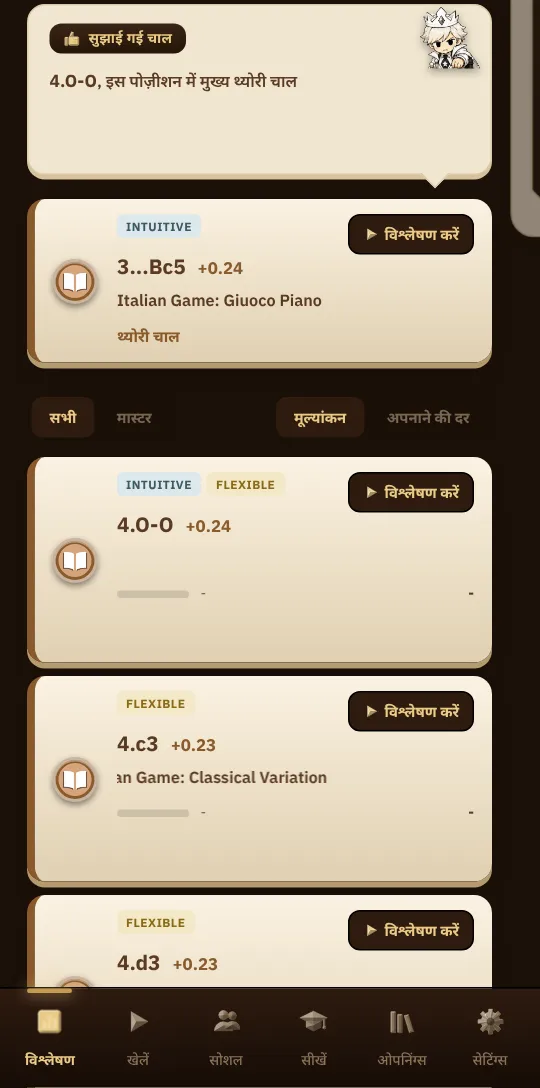 सुझाई गई चाल
4.O-O, इस पोज़ीशन में मुख्य थ्योरी चाल
INTUITIVE
विश्लेषण करें
3...Bc5 +0.24
Italian Game: Giuoco Piano
थ्योरी चाल
सभी मास्टर मूल्यांकन अपनाने की दर
INTUITIVE FLEXIBLE
विश्लेषण करें
4.O-O +0.24
- -
FLEXIBLE
विश्लेषण करें
4.c3 +0.23
an Game: Classical Variation
- -
FLEXIBLE
विश्लेषण करें
4.d3 +0.23
विश्लेषण खेलें सोशल सीखें ओपनिंग्स सेटिंग्स